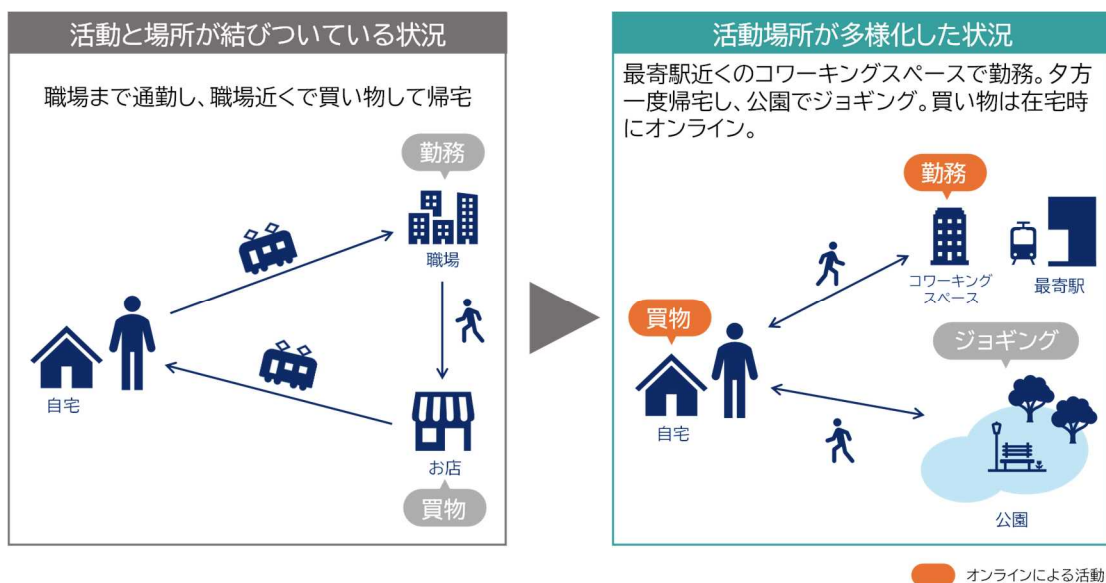 活動と場所が結びついている状況
職場まで通勤し、職場近くで買い物して帰宅
勤務
職場
自宅
お店
買物
活動場所が多様化した状況
最寄駅近くのコワーキングスペースで勤務。夕方
一度帰宅し、公園でジョギング。買い物は在宅時
にオンライン。
勤務
コワーキング
スペース
最寄駅
買物
自宅
ジョギング
公園
オンラインによる活動